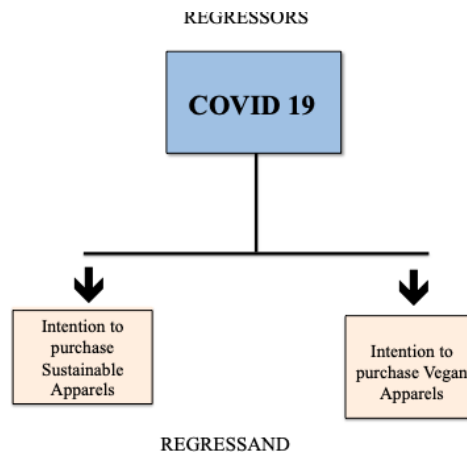 REGRESSORS
COVID 19
Intention to
purchase
Sustainable
Apparels
Intention to
purchase Vegan
Apparels
REGRESSAND